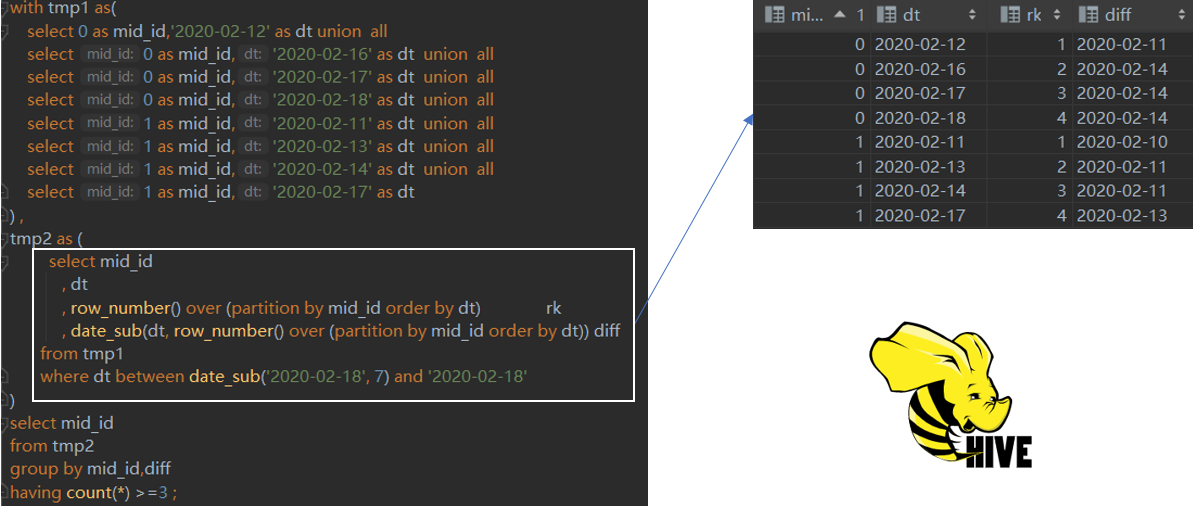 with tmp1 as(
select 0 as mid_id,'2020-02-12' as dt union all
select mid_id: 0 as mid_id, dt: '2020-02-16' as dt union all
select mid_id: 0 as mid_id, dt: '2020-02-17' as dt union all
select mid_id: 0 as mid_id, dt: '2020-02-18' as dt union all
select mid_id: 1 as mid_id, dt: '2020-02-11' as dt union all
select mid_id: 1 as mid_id, dt: '2020-02-13' as dt union all
select mid_id: 1 as mid_id, dt: '2020-02-14' as dt union all
select mid_id: 1 as mid_id, dt: '2020-02-17' as dt
) ,
tmp2 as (
select mid_id
, dt
, row_number() over (partition by mid_id order by dt) rk
, date_sub(dt, row_number() over (partition by mid_id order by dt)) diff
from tmp1
where dt between date_sub('2020-02-18', 7) and '2020-02-18'
)
select mid_id
from tmp2
group by mid_id,diff
having count(*) >=3 ;
mi... 1 dt rk diff
0 2020-02-12 1 2020-02-11
0 2020-02-16 2 2020-02-14
0 2020-02-17 3 2020-02-14
0 2020-02-18 4 2020-02-14
1 2020-02-11 1 2020-02-10
1 2020-02-13 2 2020-02-11
1 2020-02-14 3 2020-02-11
1 2020-02-17 4 2020-02-13
HIVE